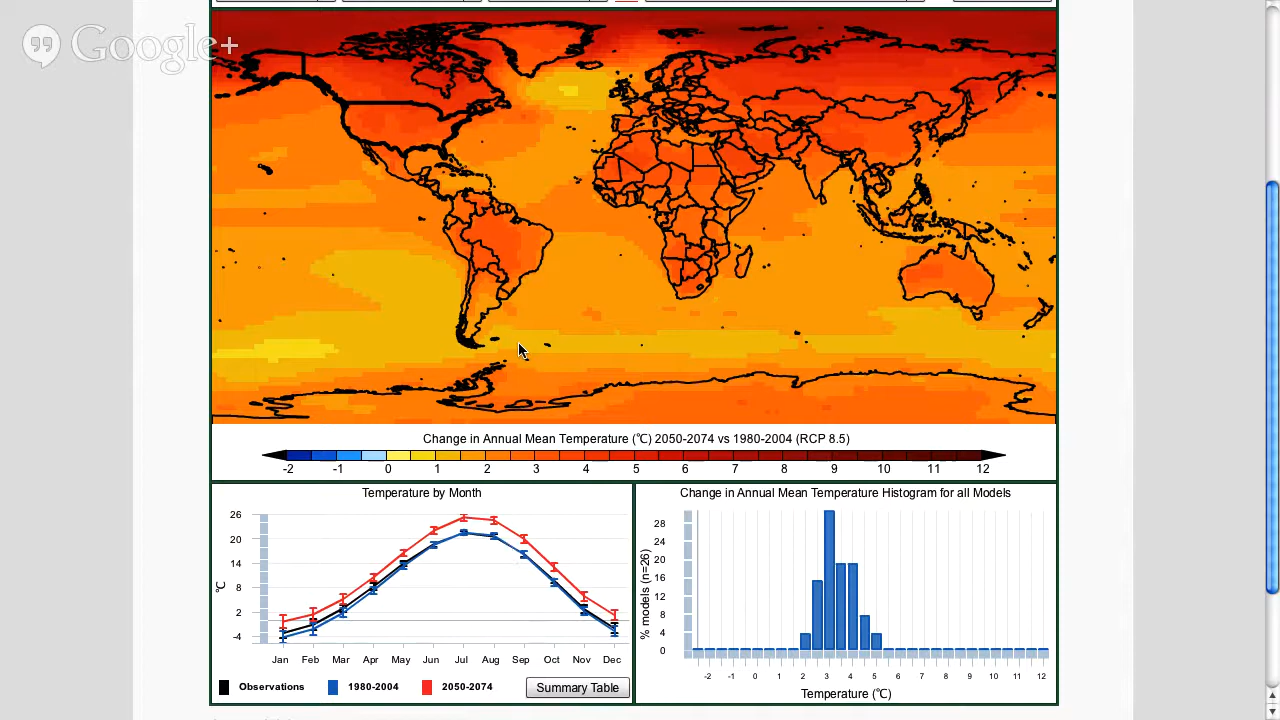 Google+
Change in Annual Mean Temperature (℃) 2050-2074 vs 1980-2004 (RCP 8.5)
-2 -1 0 1 2 3 4 5 6 7 8 9 10 11 12
Temperature by Month
26
20
14
8
2
-4
℃
Jan Feb Mar Apr May Jun Jul Aug Sep Oct Nov Dec
Observations 1980-2004 2050-2074
Summary Table
Change in Annual Mean Temperature Histogram for all Models
28
24
20
16
12
8
4
0
% models (n=26)
-2 -1 0 1 2 3 4 5 6 7 8 9 10 11 12
Temperature (℃)